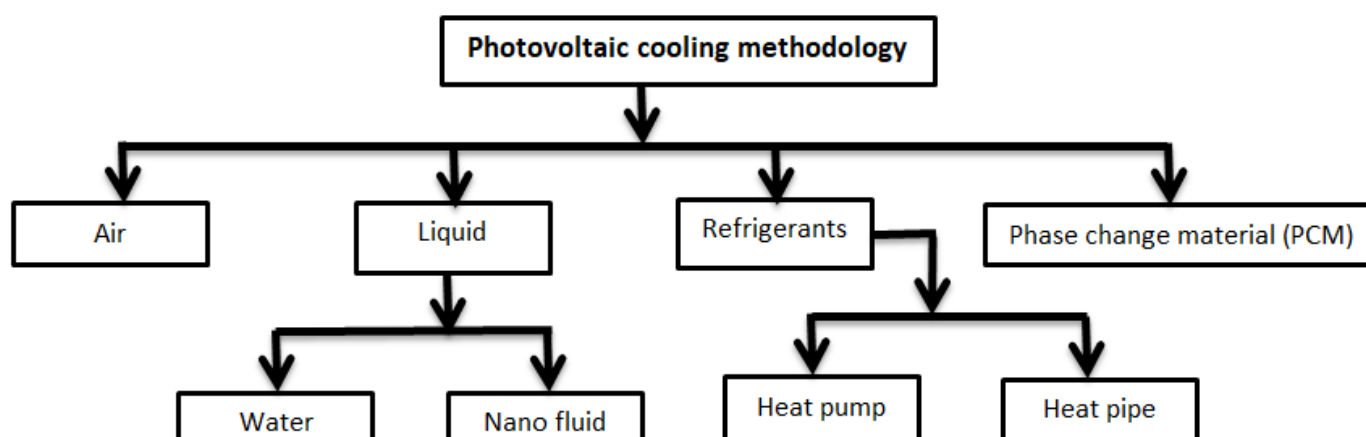 Photovoltaic cooling methodology
Air
Liquid
Refrigerants
Phase change material (PCM)
Water
Nano fluid
Heat pump
Heat pipe